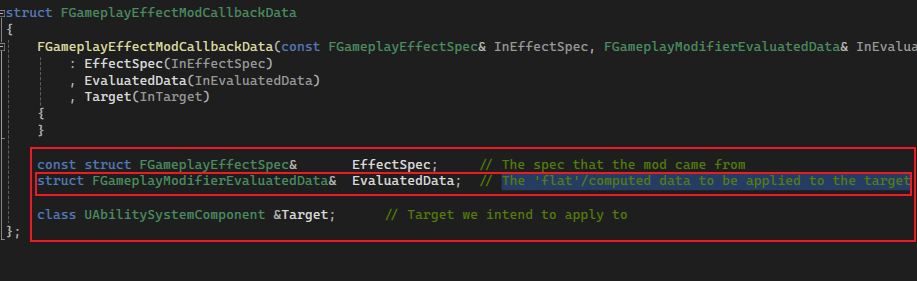 struct FGameplayEffectModCallbackData
{
FGameplayEffectModCallbackData(const FGameplayEffectSpec& InEffectSpec, FGameplayModifierEvaluatedData& InEvalua
: EffectSpec(InEffectSpec)
, EvaluatedData(InEvaluatedData)
, Target(InTarget)
{
}
const struct FGameplayEffectSpec& EffectSpec; // The spec that the mod came from
struct FGameplayModifierEvaluatedData& EvaluatedData; // The 'flat'/computed data to be applied to the target
class UAbilitySystemComponent &Target; // Target we intend to apply to
};